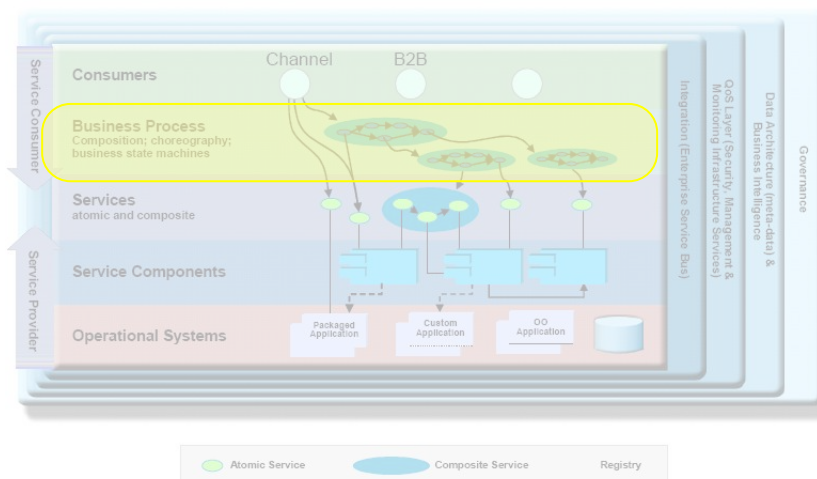 Channel
B2B
Consumers
Business Process
Composition; choreography;
business state machines
Services
atomic and composite
Service Components
Operational Systems
Packaged
Application
Custom
Application
OO
Application
Service Consumer
Service Provider
Integration (Enterprise Service Bus)
QoS Layer (Security, Management &
Monitoring Infrastructure Services)
Data Architecture (meta-data) &
Business Intelligence
Governance
Atomic Service
Composite Service
Registry